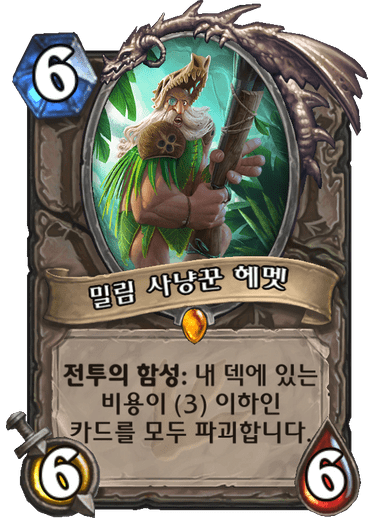 6
밀림 사냥꾼 헤멧
전투의 함성: 내 덱에 있는
비용이 (3) 이하인
카드를 모두 파괴합니다.
6
6